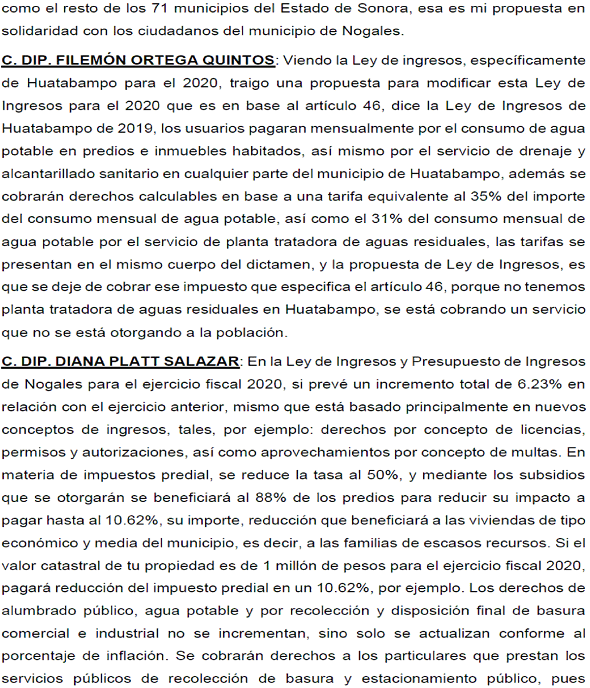 como el resto de los 71 municipios del Estado de Sonora, esa es mi propuesta en
solidaridad con los ciudadanos del municipio de Nogales.
C. DIP. FILEMÓN ORTEGA QUINTOS: Viendo la Ley de ingresos, específicamente
de Huatabampo para el 2020, traigo una propuesta para modificar esta Ley de
Ingresos para el 2020 que es en base al artículo 46, dice la Ley de Ingresos de
Huatabampo de 2019, los usuarios pagaran mensualmente por el consumo de agua
potable en predios e inmuebles habitados, así mismo por el servicio de drenaje y
alcantarillado sanitario en cualquier parte del municipio de Huatabampo, además se
cobrarán derechos calculables en base a una tarifa equivalente al 35% del importe
del consumo mensual de agua potable, así como el 31% del consumo mensual de
agua potable por el servicio de planta tratadora de aguas residuales, las tarifas se
presentan en el mismo cuerpo del dictamen, y la propuesta de Ley de Ingresos, es
que se deje de cobrar ese impuesto que especifica el artículo 46, porque no tenemos
planta tratadora de aguas residuales en Huatabampo, se está cobrando un servicio
que no se está otorgando a la población.
C. DIP. DIANA PLATT SALAZAR: En la Ley de Ingresos y Presupuesto de Ingresos
de Nogales para el ejercicio fiscal 2020, si prevé un incremento total de 6.23% en
relación con el ejercicio anterior, mismo que está basado principalmente en nuevos
conceptos de ingresos, tales, por ejemplo: derechos por concepto de licencias,
permisos y autorizaciones, así como aprovechamientos por concepto de multas. En
materia de impuestos predial, se reduce la tasa al 50%, y mediante los subsidios
que se otorgarán se beneficiará al 88% de los predios para reducir su impacto a
pagar hasta al 10.62%, su importe, reducción que beneficiará a las viviendas de tipo
económico y media del municipio, es decir, a las familias de escasos recursos. Si el
valor catastral de tu propiedad es de 1 millón de pesos para el ejercicio fiscal 2020,
pagará reducción del impuesto predial en un 10.62%, por ejemplo. Los derechos de
alumbrado público, agua potable y por recolección y disposición final de basura
comercial e industrial no se incrementan, sino solo se actualizan conforme al
porcentaje de inflación. Se cobrarán derechos a los particulares que prestan los
servicios públicos de recolección de basura y estacionamiento público, pues